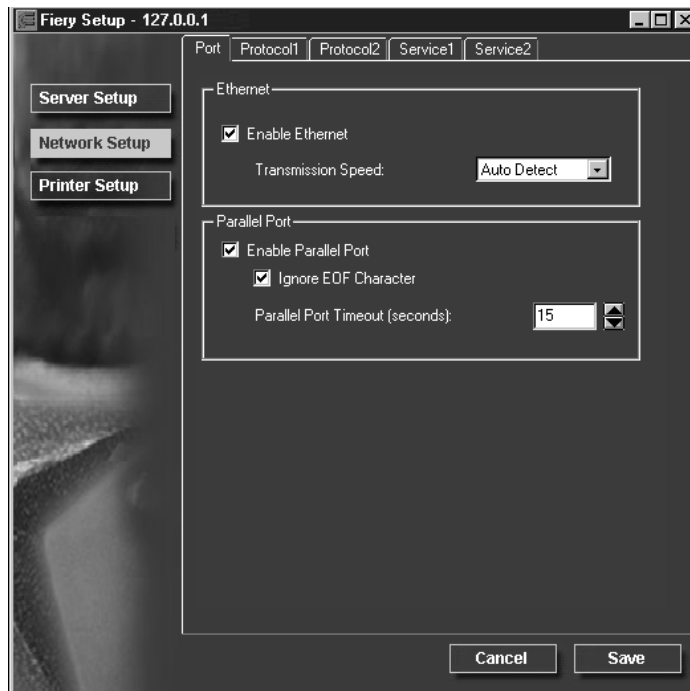 Fiery Setup - 127.0.0.1
Port Protocol1 Protocol2 Service1 Service2
Server Setup
Network Setup
Printer Setup
Ethernet
Enable Ethernet
Transmission Speed: Auto Detect
Parallel Port
Enable Parallel Port
Ignore EOF Character
Parallel Port Timeout (seconds): 15
Cancel Save